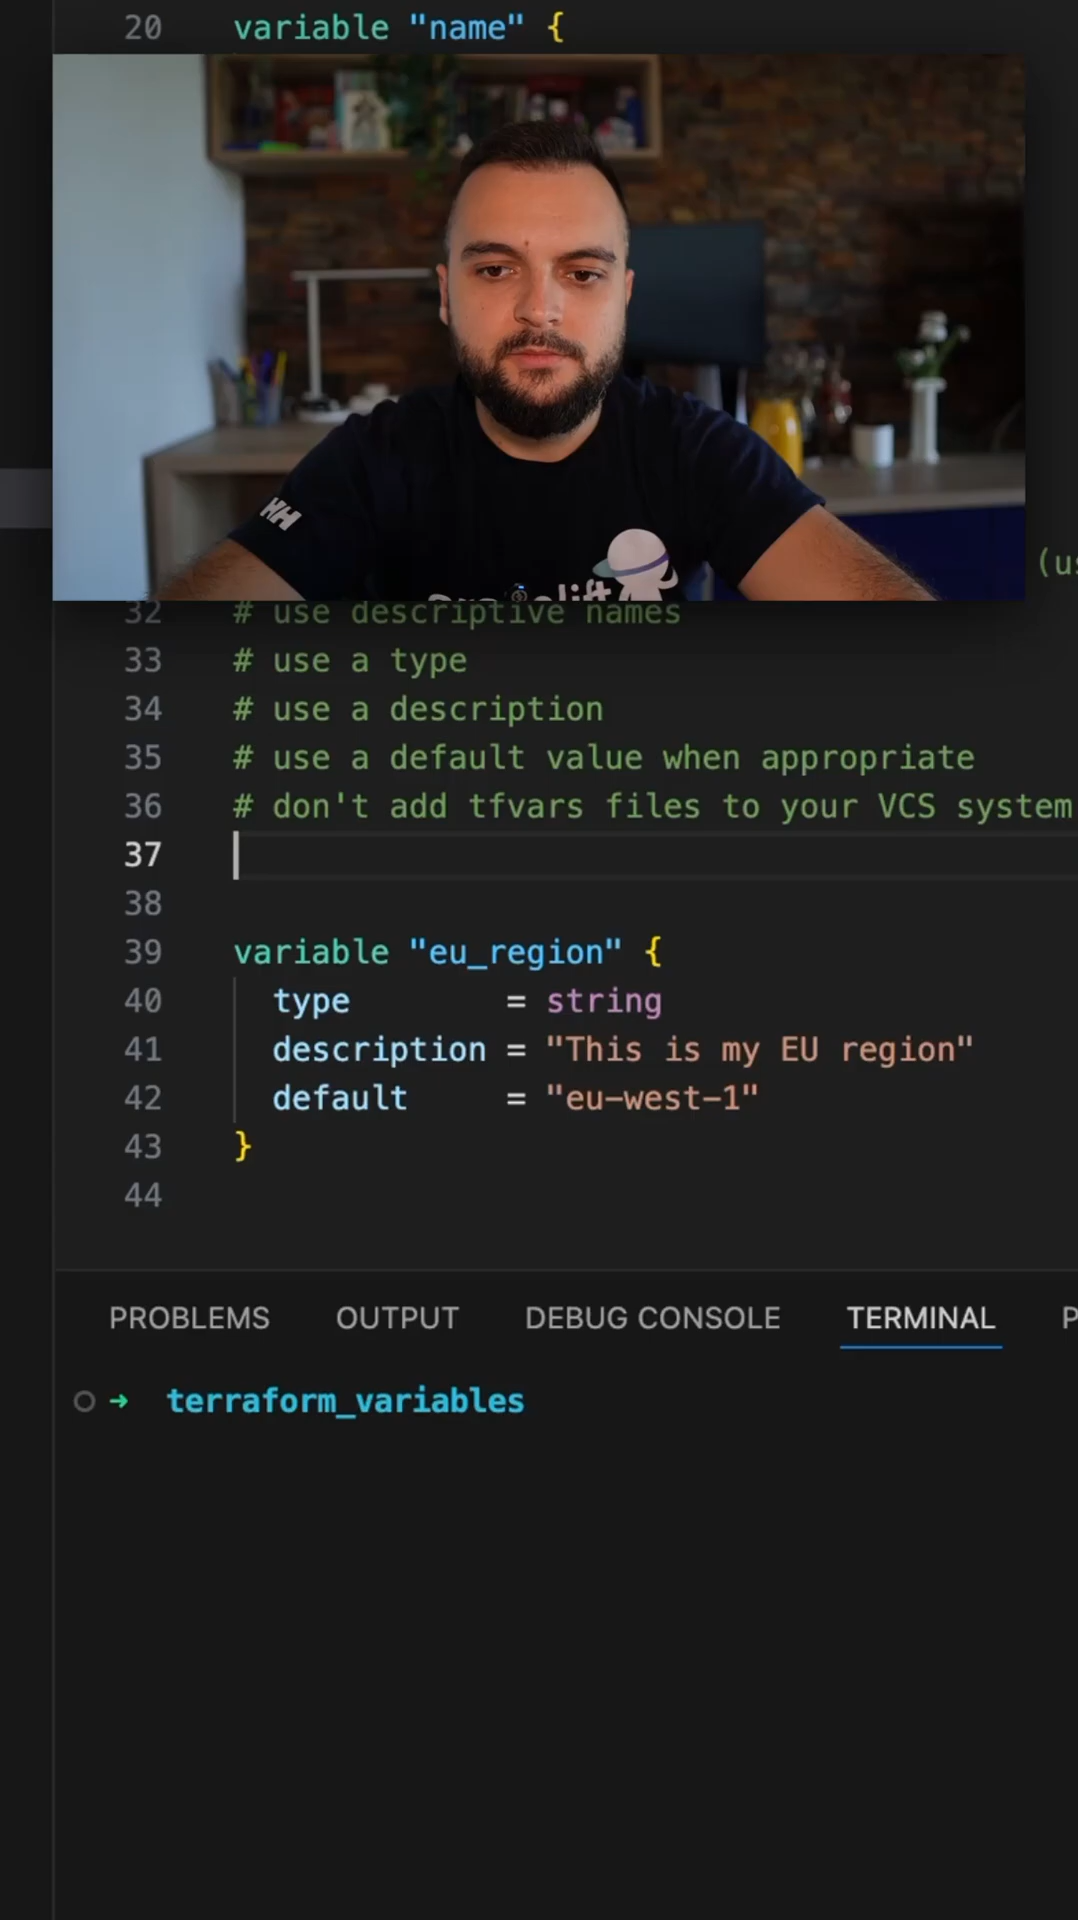 20 variable "name" {
HH
(us
32 # use descriptive names
33 # use a type
34 # use a description
35 # use a default value when appropriate
36 # don't add tfvars files to your VCS system
37
38
39 variable "eu_region" {
40 type = string
41 description = "This is my EU region"
42 default = "eu-west-1"
43 }
44
PROBLEMS OUTPUT DEBUG CONSOLE TERMINAL P
→ terraform_variables